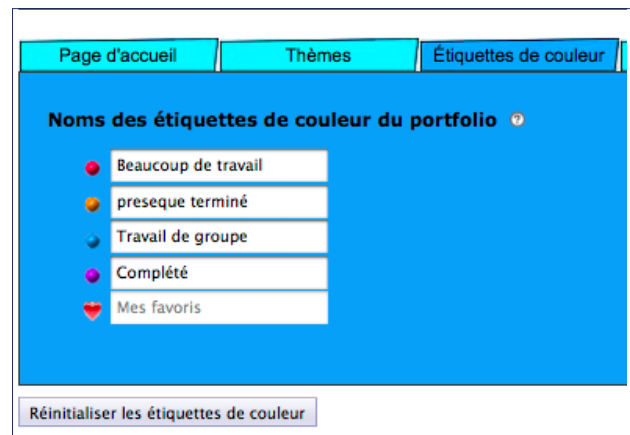 Page d'accueil Thèmes Étiquettes de couleur
Noms des étiquettes de couleur du portfolio ?
Beaucoup de travail
preseque terminé
Travail de groupe
Complété
Mes favoris
Réinitialiser les étiquettes de couleur